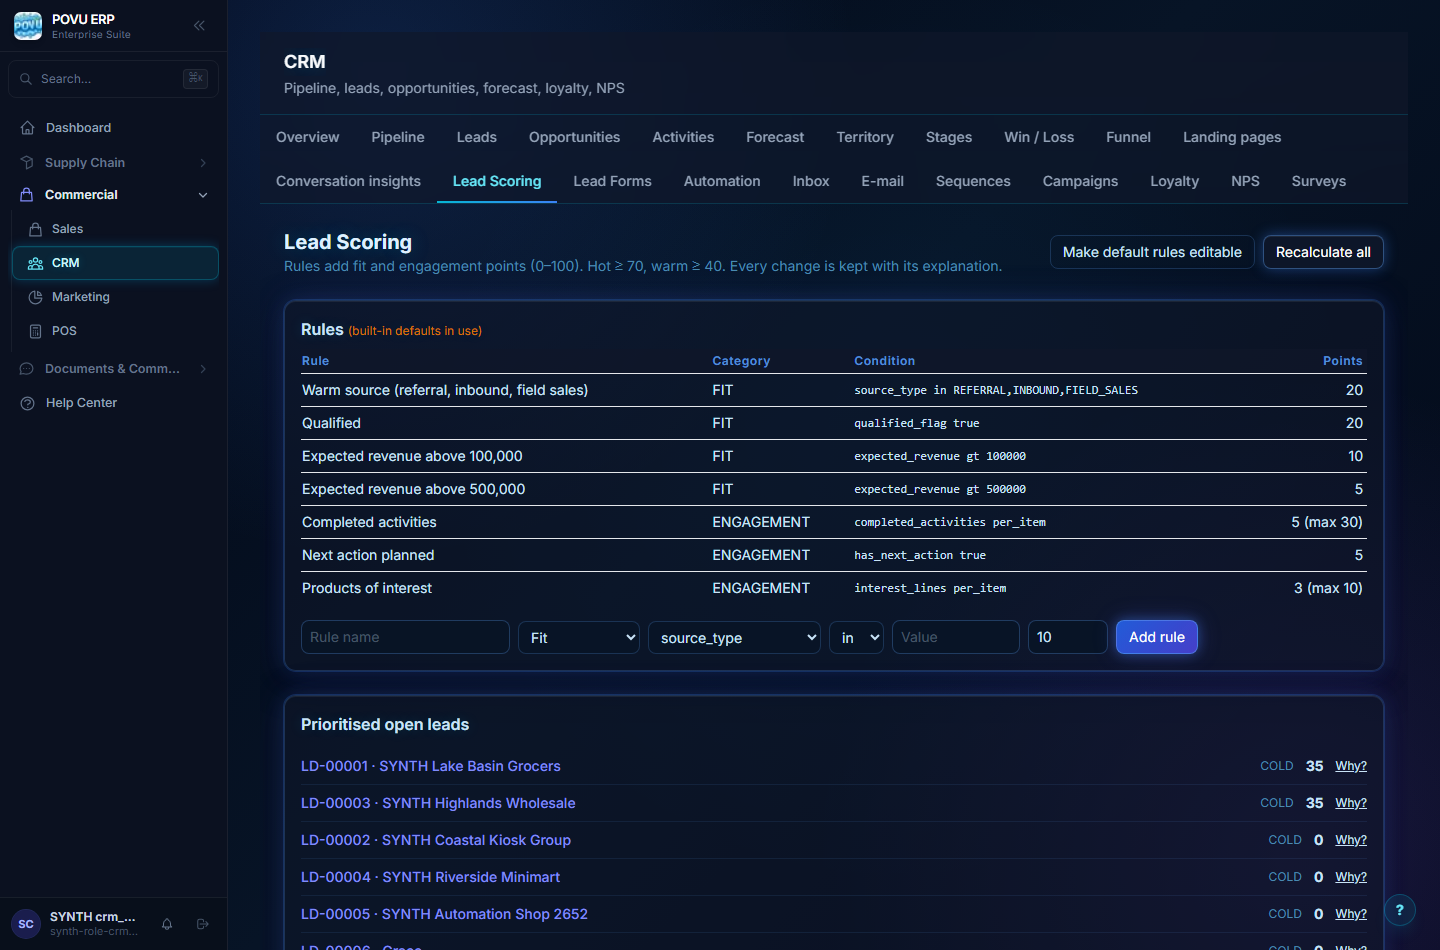 POVU ERP
Enterprise Suite
Search...
⌘K
Dashboard
Supply Chain
Commercial
Sales
CRM
Marketing
POS
Documents & Comm...
Help Center
SC
SYNTH crm_...
synth-role-crm...
CRM
Pipeline, leads, opportunities, forecast, loyalty, NPS
Overview Pipeline Leads Opportunities Activities Forecast Territory Stages Win / Loss Funnel Landing pages
Conversation insights Lead Scoring Lead Forms Automation Inbox E-mail Sequences Campaigns Loyalty NPS Surveys
Lead Scoring
Rules add fit and engagement points (0–100). Hot ≥ 70, warm ≥ 40. Every change is kept with its explanation.
Make default rules editable
Recalculate all
Rules (built-in defaults in use)
Rule Category Condition Points
Warm source (referral, inbound, field sales) FIT source_type in REFERRAL,INBOUND,FIELD_SALES 20
Qualified FIT qualified_flag true 20
Expected revenue above 100,000 FIT expected_revenue gt 100000 10
Expected revenue above 500,000 FIT expected_revenue gt 500000 5
Completed activities ENGAGEMENT completed_activities per_item 5 (max 30)
Next action planned ENGAGEMENT has_next_action true 5
Products of interest ENGAGEMENT interest_lines per_item 3 (max 10)
Rule name Fit source_type in Value 10 Add rule
Prioritised open leads
LD-00001 · SYNTH Lake Basin Grocers COLD 35 Why?
LD-00003 · SYNTH Highlands Wholesale COLD 35 Why?
LD-00002 · SYNTH Coastal Kiosk Group COLD 0 Why?
LD-00004 · SYNTH Riverside Minimart COLD 0 Why?
LD-00005 · SYNTH Automation Shop 2652 COLD 0 Why?
?